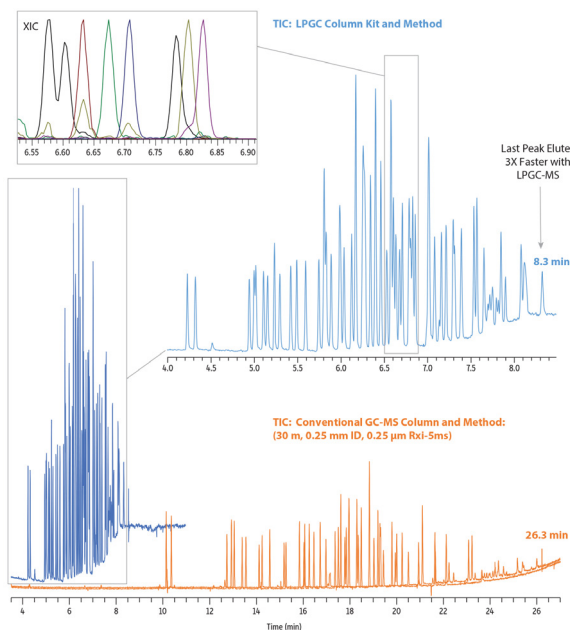 XIC
TIC: LPGC Column Kit and Method
6.55 6.60 6.65 6.70 6.75 6.80 6.85 6.90
Last Peak Elute
3X Faster with
LPGC-MS
8.3 min
4.0 4.5 5.0 5.5 6.0 6.5 7.0 7.5 8.0
TIC: Conventional GC-MS Column and Method:
(30 m, 0.25 mm ID, 0.25 µm Rxi-5ms)
26.3 min
4 6 8 10 12 14 16 18 20 22 24 26
Time (min)